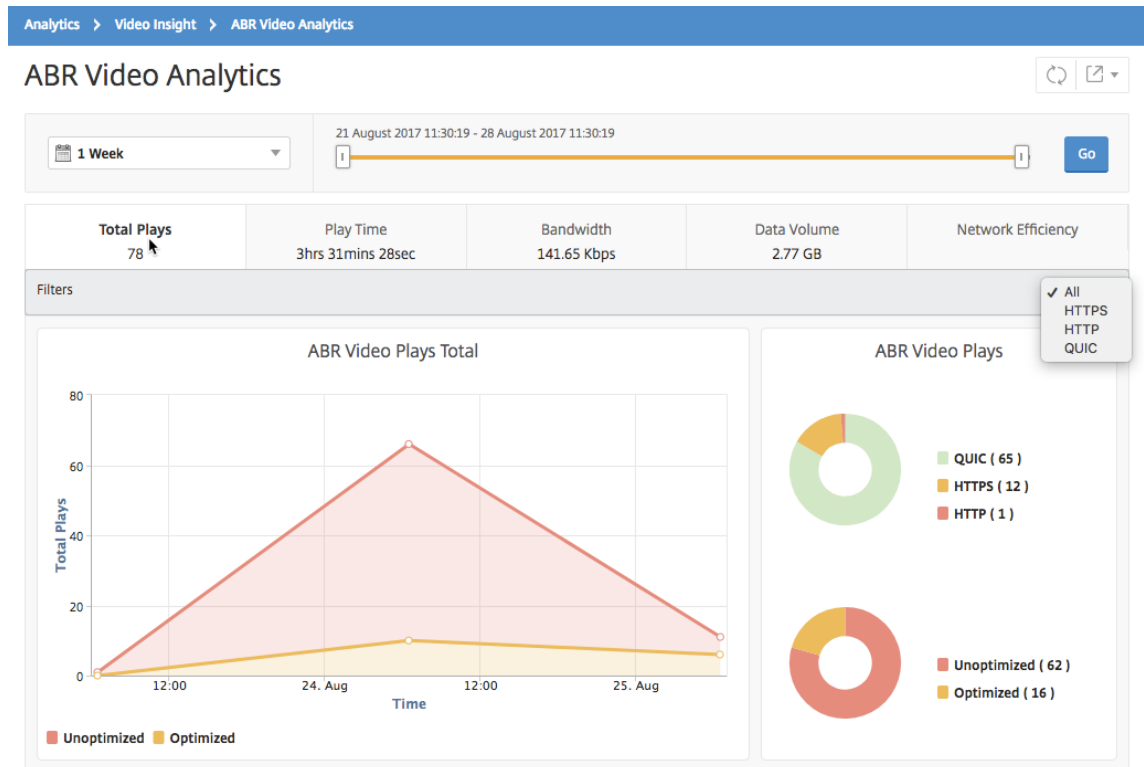 Analytics > Video Insight > ABR Video Analytics
ABR Video Analytics
1 Week
21 August 2017 11:30:19 - 28 August 2017 11:30:19
Go
Total Plays
78
Play Time
3hrs 31mins 28sec
Bandwidth
141.65 Kbps
Data Volume
2.77 GB
Network Efficiency
Filters
✓ All
HTTPS
HTTP
QUIC
ABR Video Plays Total
80
60
40
20
0
Total Plays
12:00
24. Aug
12:00
25. Aug
Time
Unoptimized
Optimized
ABR Video Plays
QUIC ( 65 )
HTTPS ( 12 )
HTTP ( 1 )
Unoptimized ( 62 )
Optimized ( 16 )